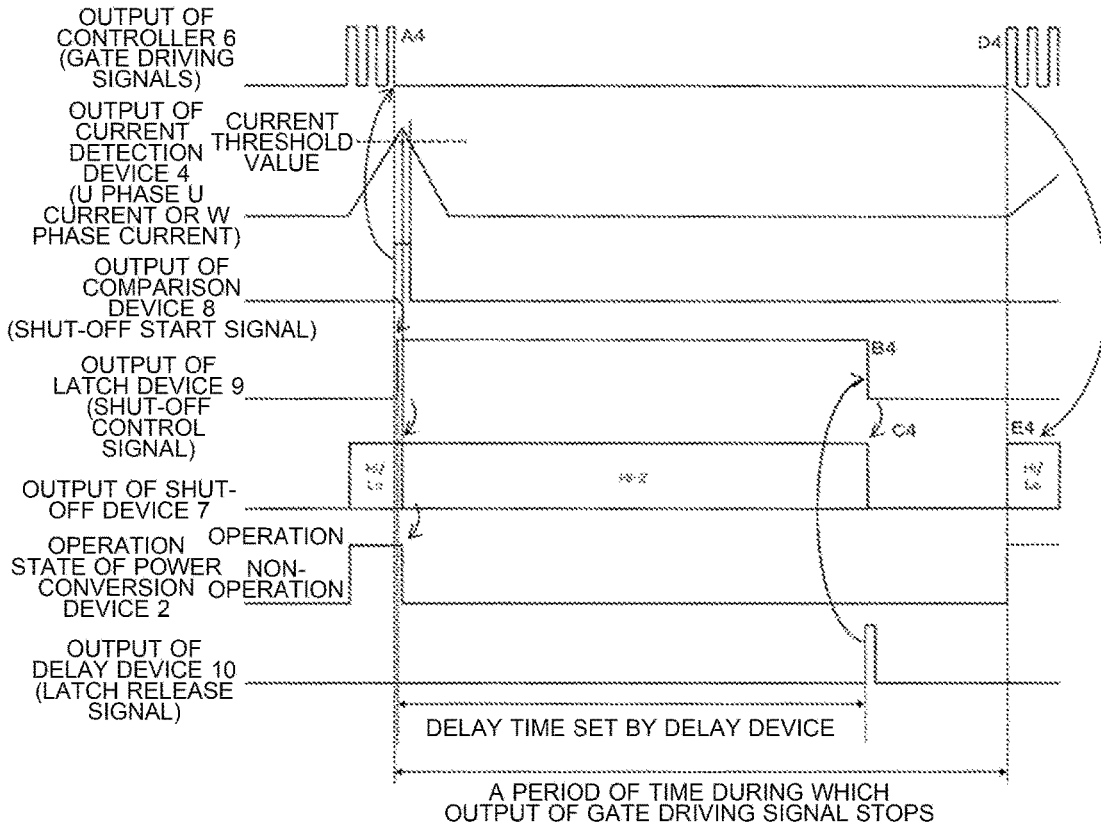 OUTPUT OF
CONTROLLER 6
(GATE DRIVING
SIGNALS)
A4
D4
OUTPUT OF
CURRENT
DETECTION
DEVICE 4
(U PHASE U
CURRENT OR W
PHASE CURRENT)
CURRENT
THRESHOLD
VALUE
OUTPUT OF
COMPARISON
DEVICE 8
(SHUT-OFF START SIGNAL)
OUTPUT OF
LATCH DEVICE 9
(SHUT-OFF
CONTROL
SIGNAL)
B4
C4
E4
OUTPUT OF SHUT-
OFF DEVICE 7
Hi-Z
OPERATION
STATE OF POWER
CONVERSION
DEVICE 2
OPERATION
NON-
OPERATION
OUTPUT OF
DELAY DEVICE 10
(LATCH RELEASE
SIGNAL)
DELAY TIME SET BY DELAY DEVICE
A PERIOD OF TIME DURING WHICH
OUTPUT OF GATE DRIVING SIGNAL STOPS